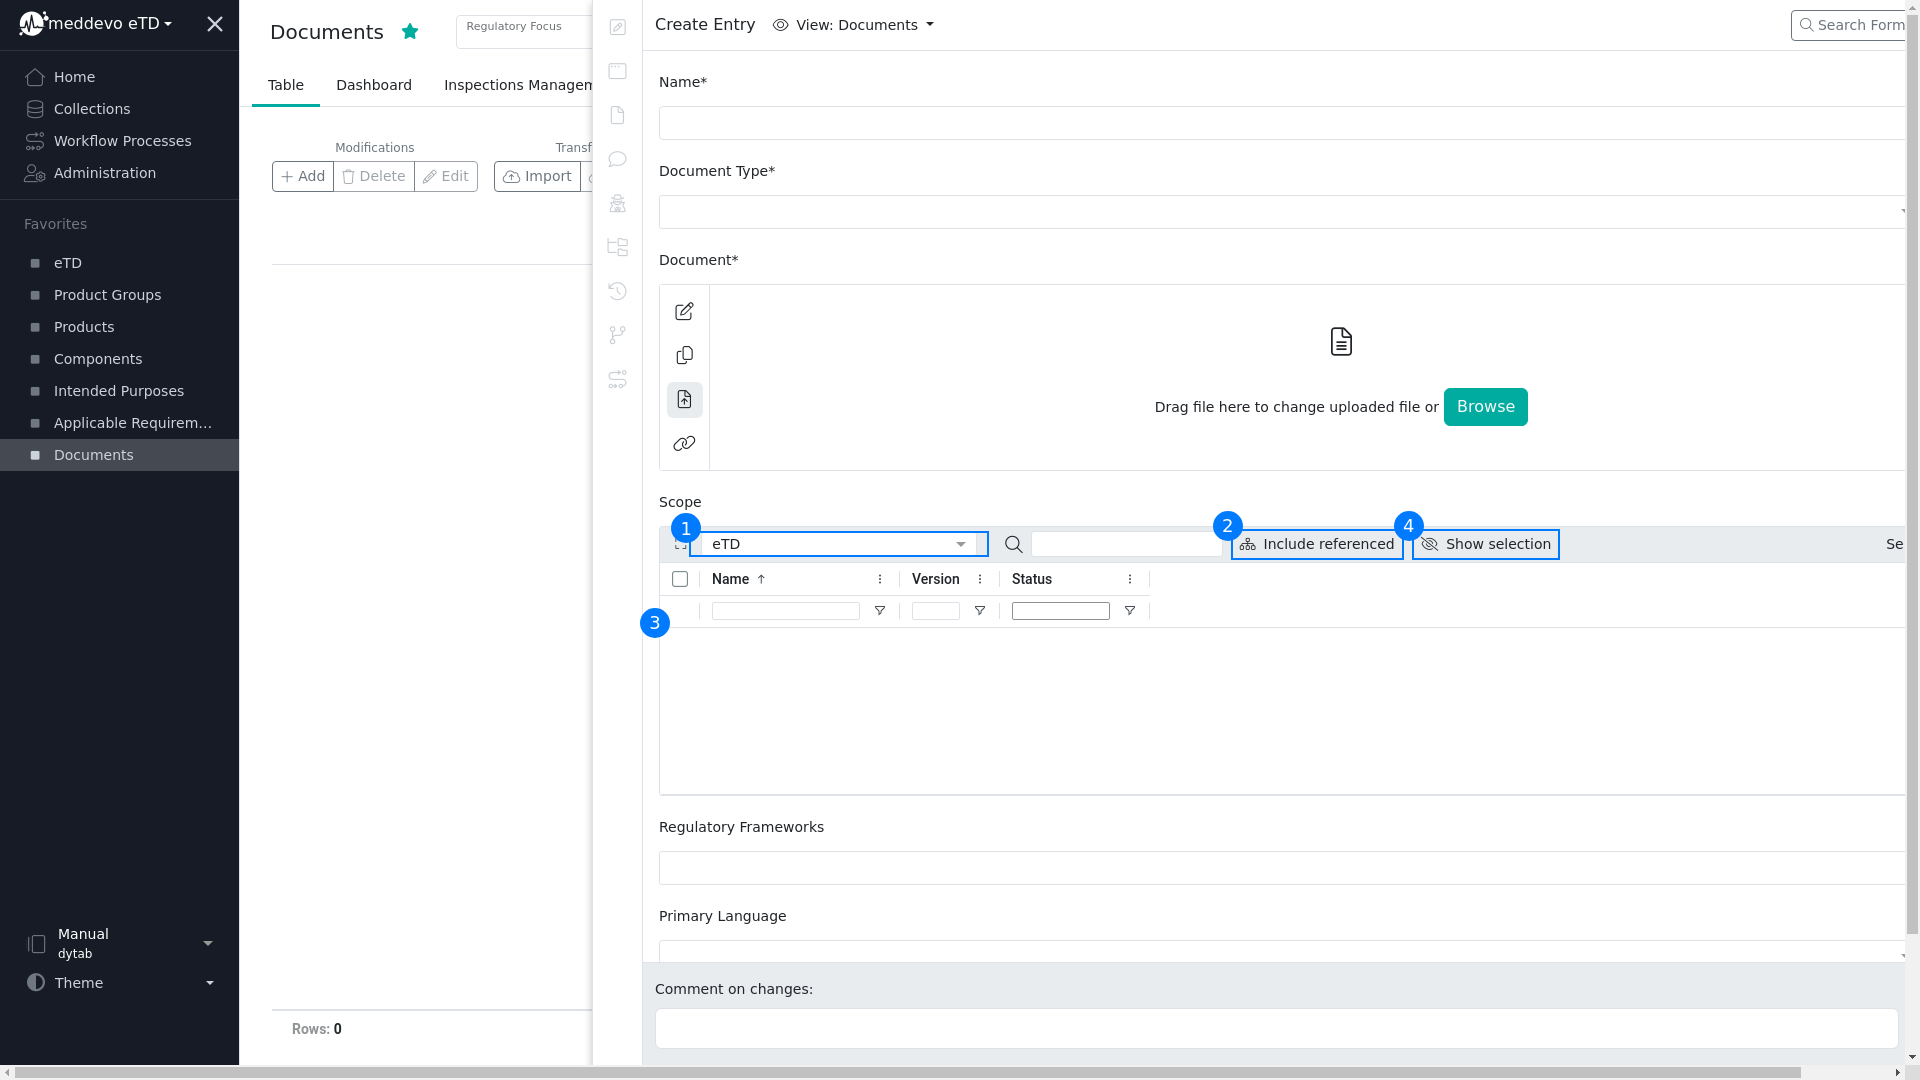 meddevo eTD
Home
Collections
Workflow Processes
Administration
Favorites
eTD
Product Groups
Products
Components
Intended Purposes
Applicable Requirem...
Documents
Manual
dytab
Theme
Documents
Regulatory Focus
Table
Dashboard
Inspections Managem
Modifications
Transf
Add
Delete
Edit
Import
Rows: 0
Create Entry
View: Documents
Search Form
Name*
Document Type*
Document*
Drag file here to change uploaded file or Browse
Scope
1
eTD
2
Include referenced
4
Show selection
Se
Name
Version
Status
3
Regulatory Frameworks
Primary Language
Comment on changes: